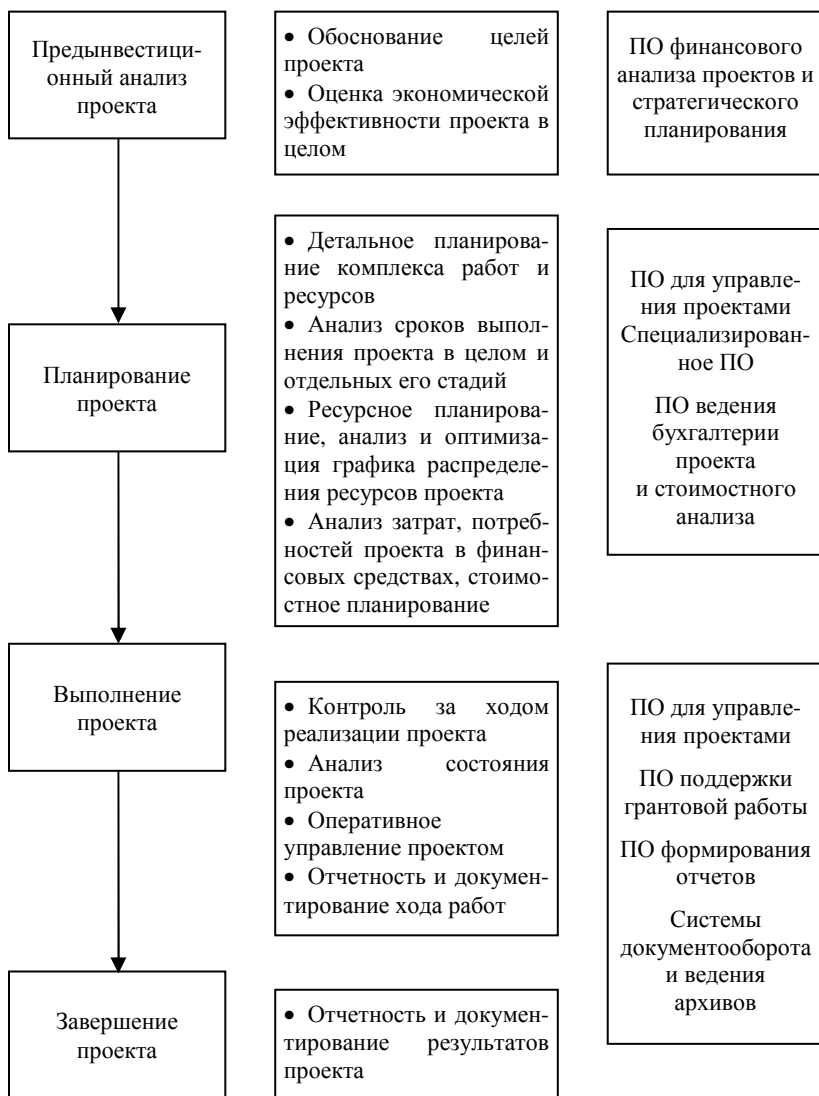 Предынвестици-
онный анализ
проекта
• Обоснование целей
проекта
• Оценка экономической
эффективности проекта в
целом
ПО финансового
анализа проектов и
стратегического
планирования
Планирование
проекта
• Детальное планирова-
ние комплекса работ и
ресурсов
• Анализ сроков выпол-
нения проекта в целом и
отдельных его стадий
• Ресурсное планирова-
ние, анализ и оптимиза-
ция графика распределе-
ния ресурсов проекта
• Анализ затрат, потреб-
ностей проекта в финан-
совых средствах, стоимо-
стное планирование
ПО для управле-
ния проектами
Специализирован-
ное ПО
ПО ведения
бухгалтерии
проекта
и стоимостного
анализа
Выполнение
проекта
• Контроль за ходом
реализации проекта
• Анализ состояния
проекта
• Оперативное
управление проектом
• Отчетность и докумен-
тирование хода работ
ПО для управле-
ния проектами
ПО поддержки
грантовой работы
ПО формирования
отчетов
Системы
документооборота
и ведения
архивов
Завершение
проекта
• Отчетность и докумен-
тирование результатов
проекта